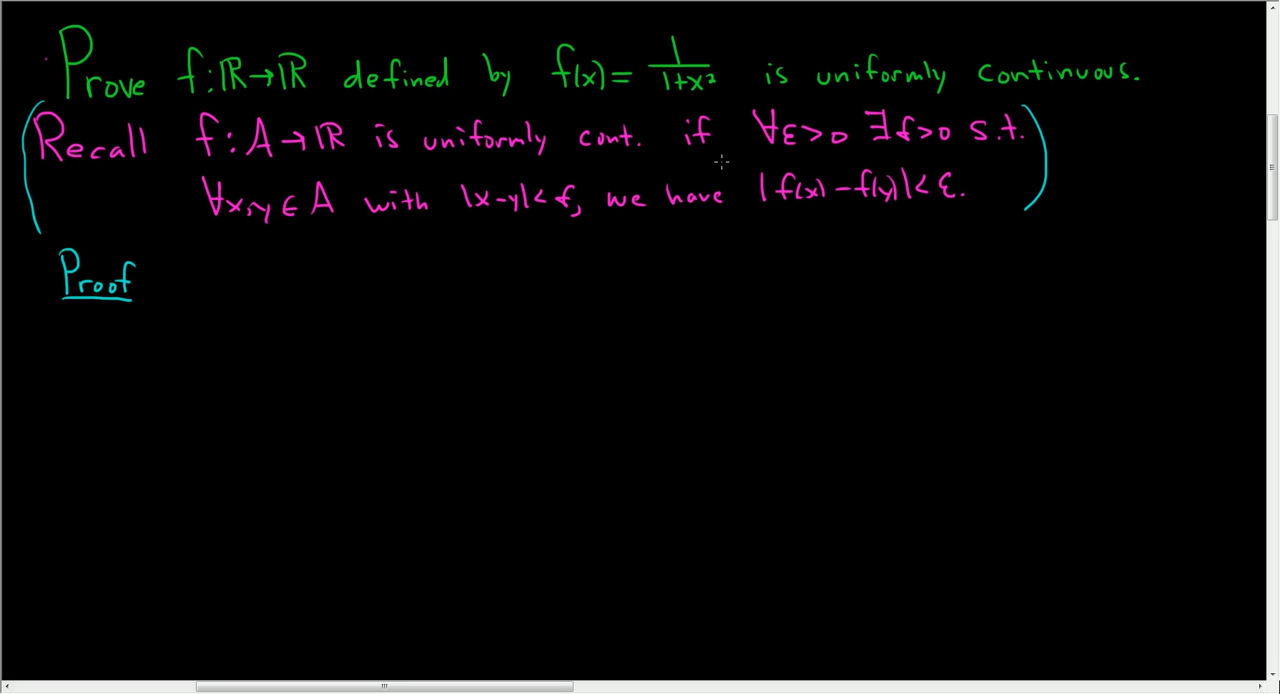 Prove f:ℝ→ℝ defined by f(x)=1/(1+x²) is uniformly continuous.
(Recall f:A→ℝ is uniformly cont. if ∀ε>0 ∃δ>0 s.t.
∀x,y∈A with |x-y|<δ, we have |f(x)-f(y)|<ε.)
Proof